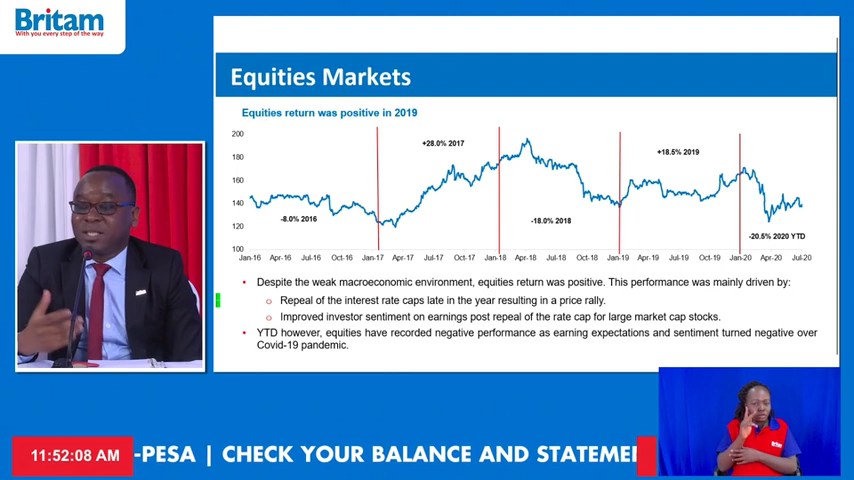 Britam
With you every step of the way
Equities Markets
Equities return was positive in 2019
200
180
160
140
120
100
-8.0% 2016
+28.0% 2017
-18.0% 2018
+18.5% 2019
-20.5% 2020 YTD
Jan-16 Apr-16 Jul-16 Oct-16 Jan-17 Apr-17 Jul-17 Oct-17 Jan-18 Apr-18 Jul-18 Oct-18 Jan-19 Apr-19 Jul-19 Oct-19 Jan-20 Apr-20 Jul-20
• Despite the weak macroeconomic environment, equities return was positive. This performance was mainly driven by:
o Repeal of the interest rate caps late in the year resulting in a price rally.
o Improved investor sentiment on earnings post repeal of the rate cap for large market cap stocks.
• YTD however, equities have recorded negative performance as earning expectations and sentiment turned negative over
Covid-19 pandemic.
11:52:08 AM
-PESA | CHECK YOUR BALANCE AND STATEME